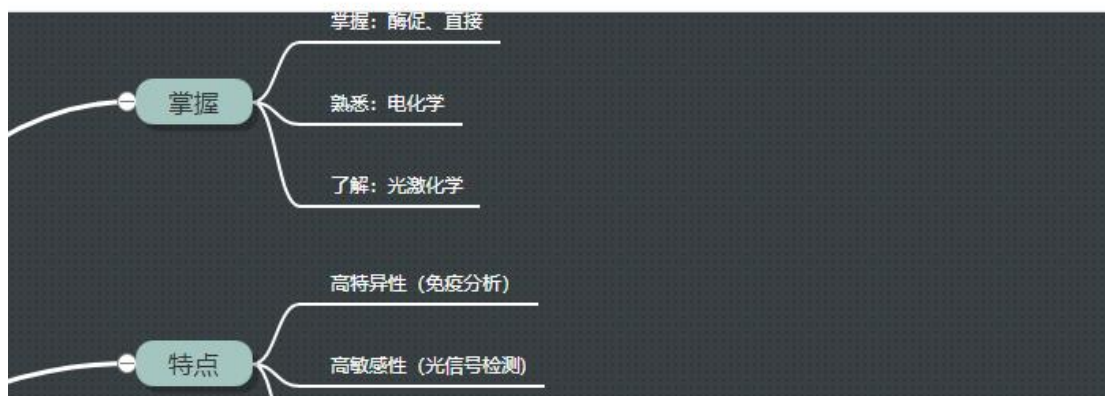 掌握：酶促、直接
掌握
熟悉：电化学
了解：光激化学
高特异性（免疫分析）
特点
高敏感性（光信号检测)